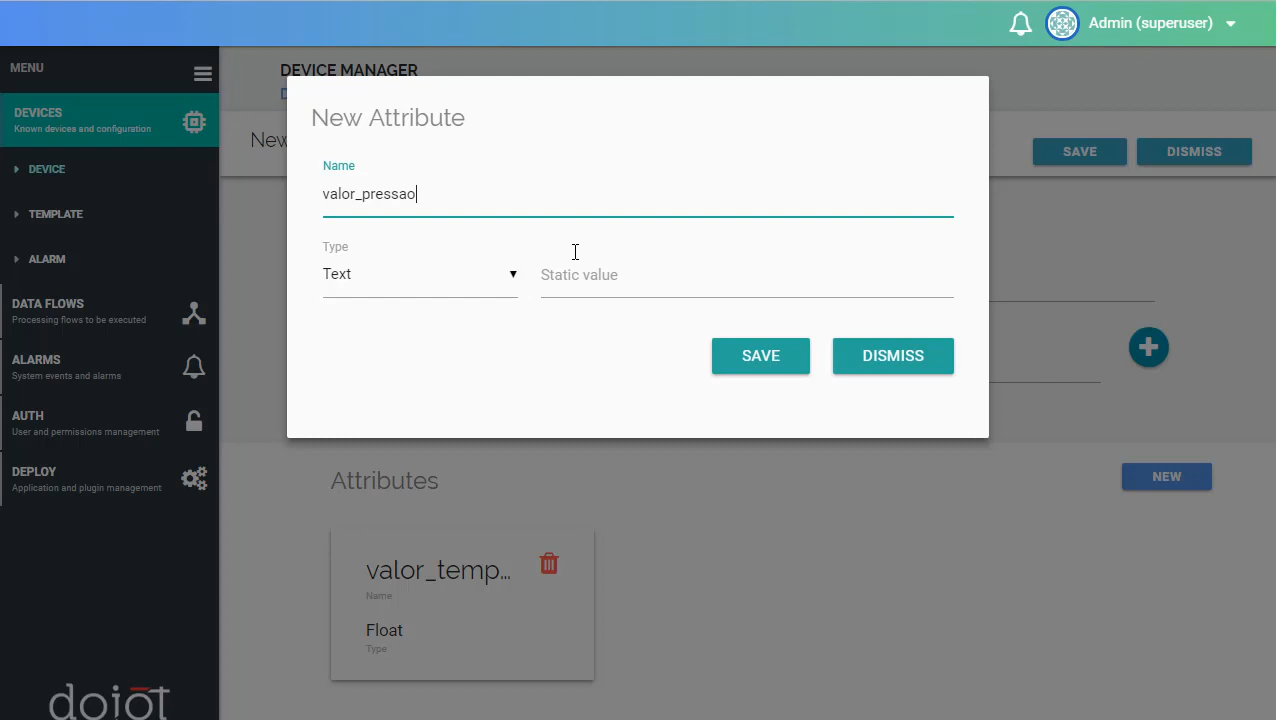 Admin (superuser)
MENU
DEVICES
Known devices and configuration
DEVICE
TEMPLATE
ALARM
DATA FLOWS
Processing flows to be executed
ALARMS
System events and alarms
AUTH
User and permissions management
DEPLOY
Application and plugin management
dojot
DEVICE MANAGER
New
SAVE
DISMISS
New Attribute
Name
valor_pressao
Type
Text
Static value
SAVE
DISMISS
Attributes
NEW
valor_temp...
Name
Float
Type